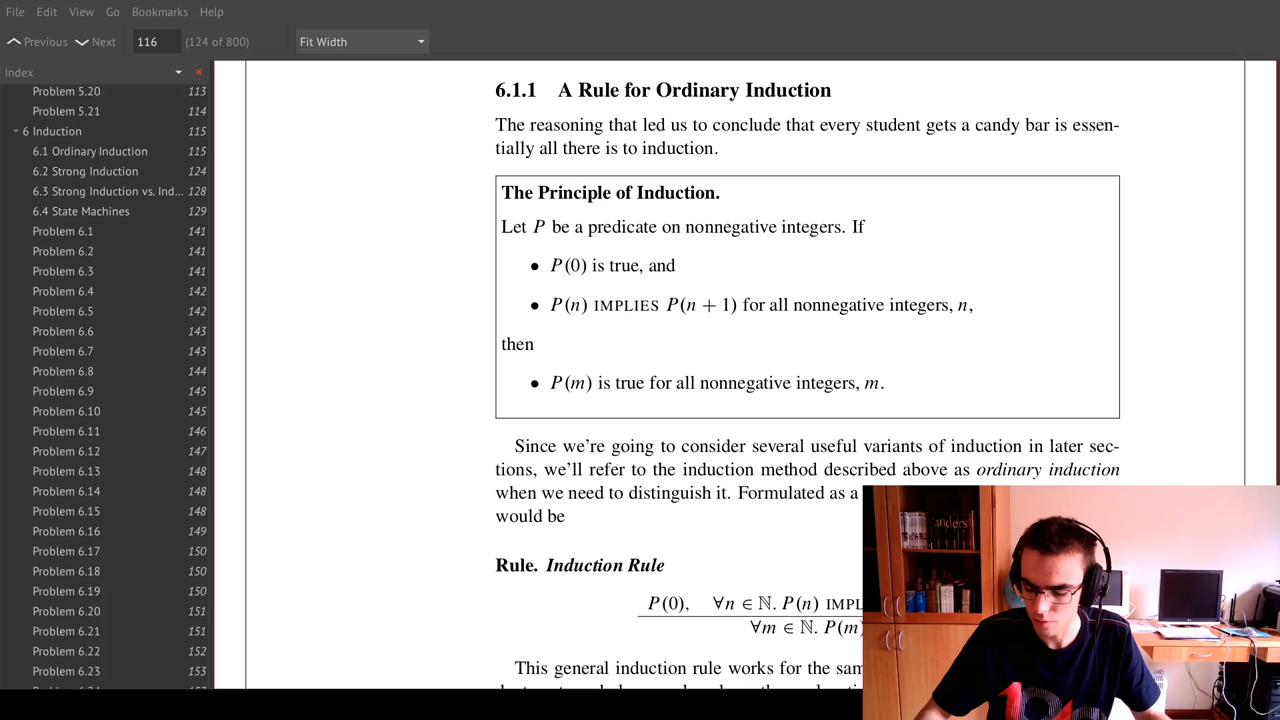 File Edit View Go Bookmarks Help
Previous Next 116 (124 of 800) Fit Width
Index
Problem 5.20 113
Problem 5.21 114
6 Induction 115
6.1 Ordinary Induction 115
6.2 Strong Induction 124
6.3 Strong Induction vs. Ind... 128
6.4 State Machines 129
Problem 6.1 141
Problem 6.2 141
Problem 6.3 141
Problem 6.4 142
Problem 6.5 142
Problem 6.6 143
Problem 6.7 143
Problem 6.8 144
Problem 6.9 145
Problem 6.10 145
Problem 6.11 146
Problem 6.12 147
Problem 6.13 148
Problem 6.14 148
Problem 6.15 148
Problem 6.16 149
Problem 6.17 150
Problem 6.18 150
Problem 6.19 150
Problem 6.20 151
Problem 6.21 151
Problem 6.22 152
Problem 6.23 153
6.1.1 A Rule for Ordinary Induction
The reasoning that led us to conclude that every student gets a candy bar is essen-
tially all there is to induction.
The Principle of Induction.
Let P be a predicate on nonnegative integers. If
• P(0) is true, and
• P(n) IMPLIES P(n + 1) for all nonnegative integers, n,
then
• P(m) is true for all nonnegative integers, m.
Since we're going to consider several useful variants of induction in later sec-
tions, we'll refer to the induction method described above as ordinary induction
when we need to distinguish it. Formulated as a
would be
Rule. Induction Rule
P(0), ∀n ∈ ℕ. P(n) IMPL
∀m ∈ ℕ. P(m)
This general induction rule works for the sam